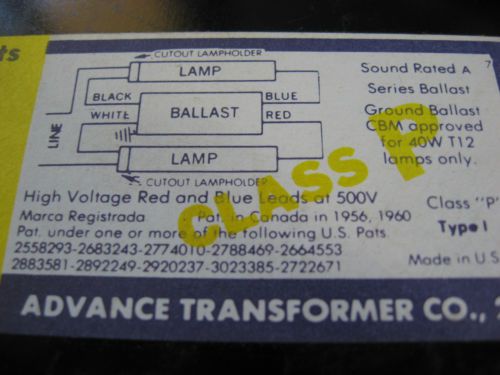 ts
CUTOUT LAMPHOLDER
LAMP
BLACK
BLUE
BALLAST
WHITE
RED
LINE
LAMP
CUTOUT LAMPHOLDER
Sound Rated A
7
Series Ballast
Ground Ballast
CBM approved
for 40W T12
lamps only.
CLASS P
High Voltage Red and Blue Leads at 500V
Marca Registrada Pat. in Canada in 1956, 1960
Pat. under one or more of the following U.S. Pats.
2558293-2683243-2774010-2788469-2664553
2883581-2892249-2920237-3023385-2722671
Class "P"
Type I
Made in U.S
ADVANCE TRANSFORMER CO.,